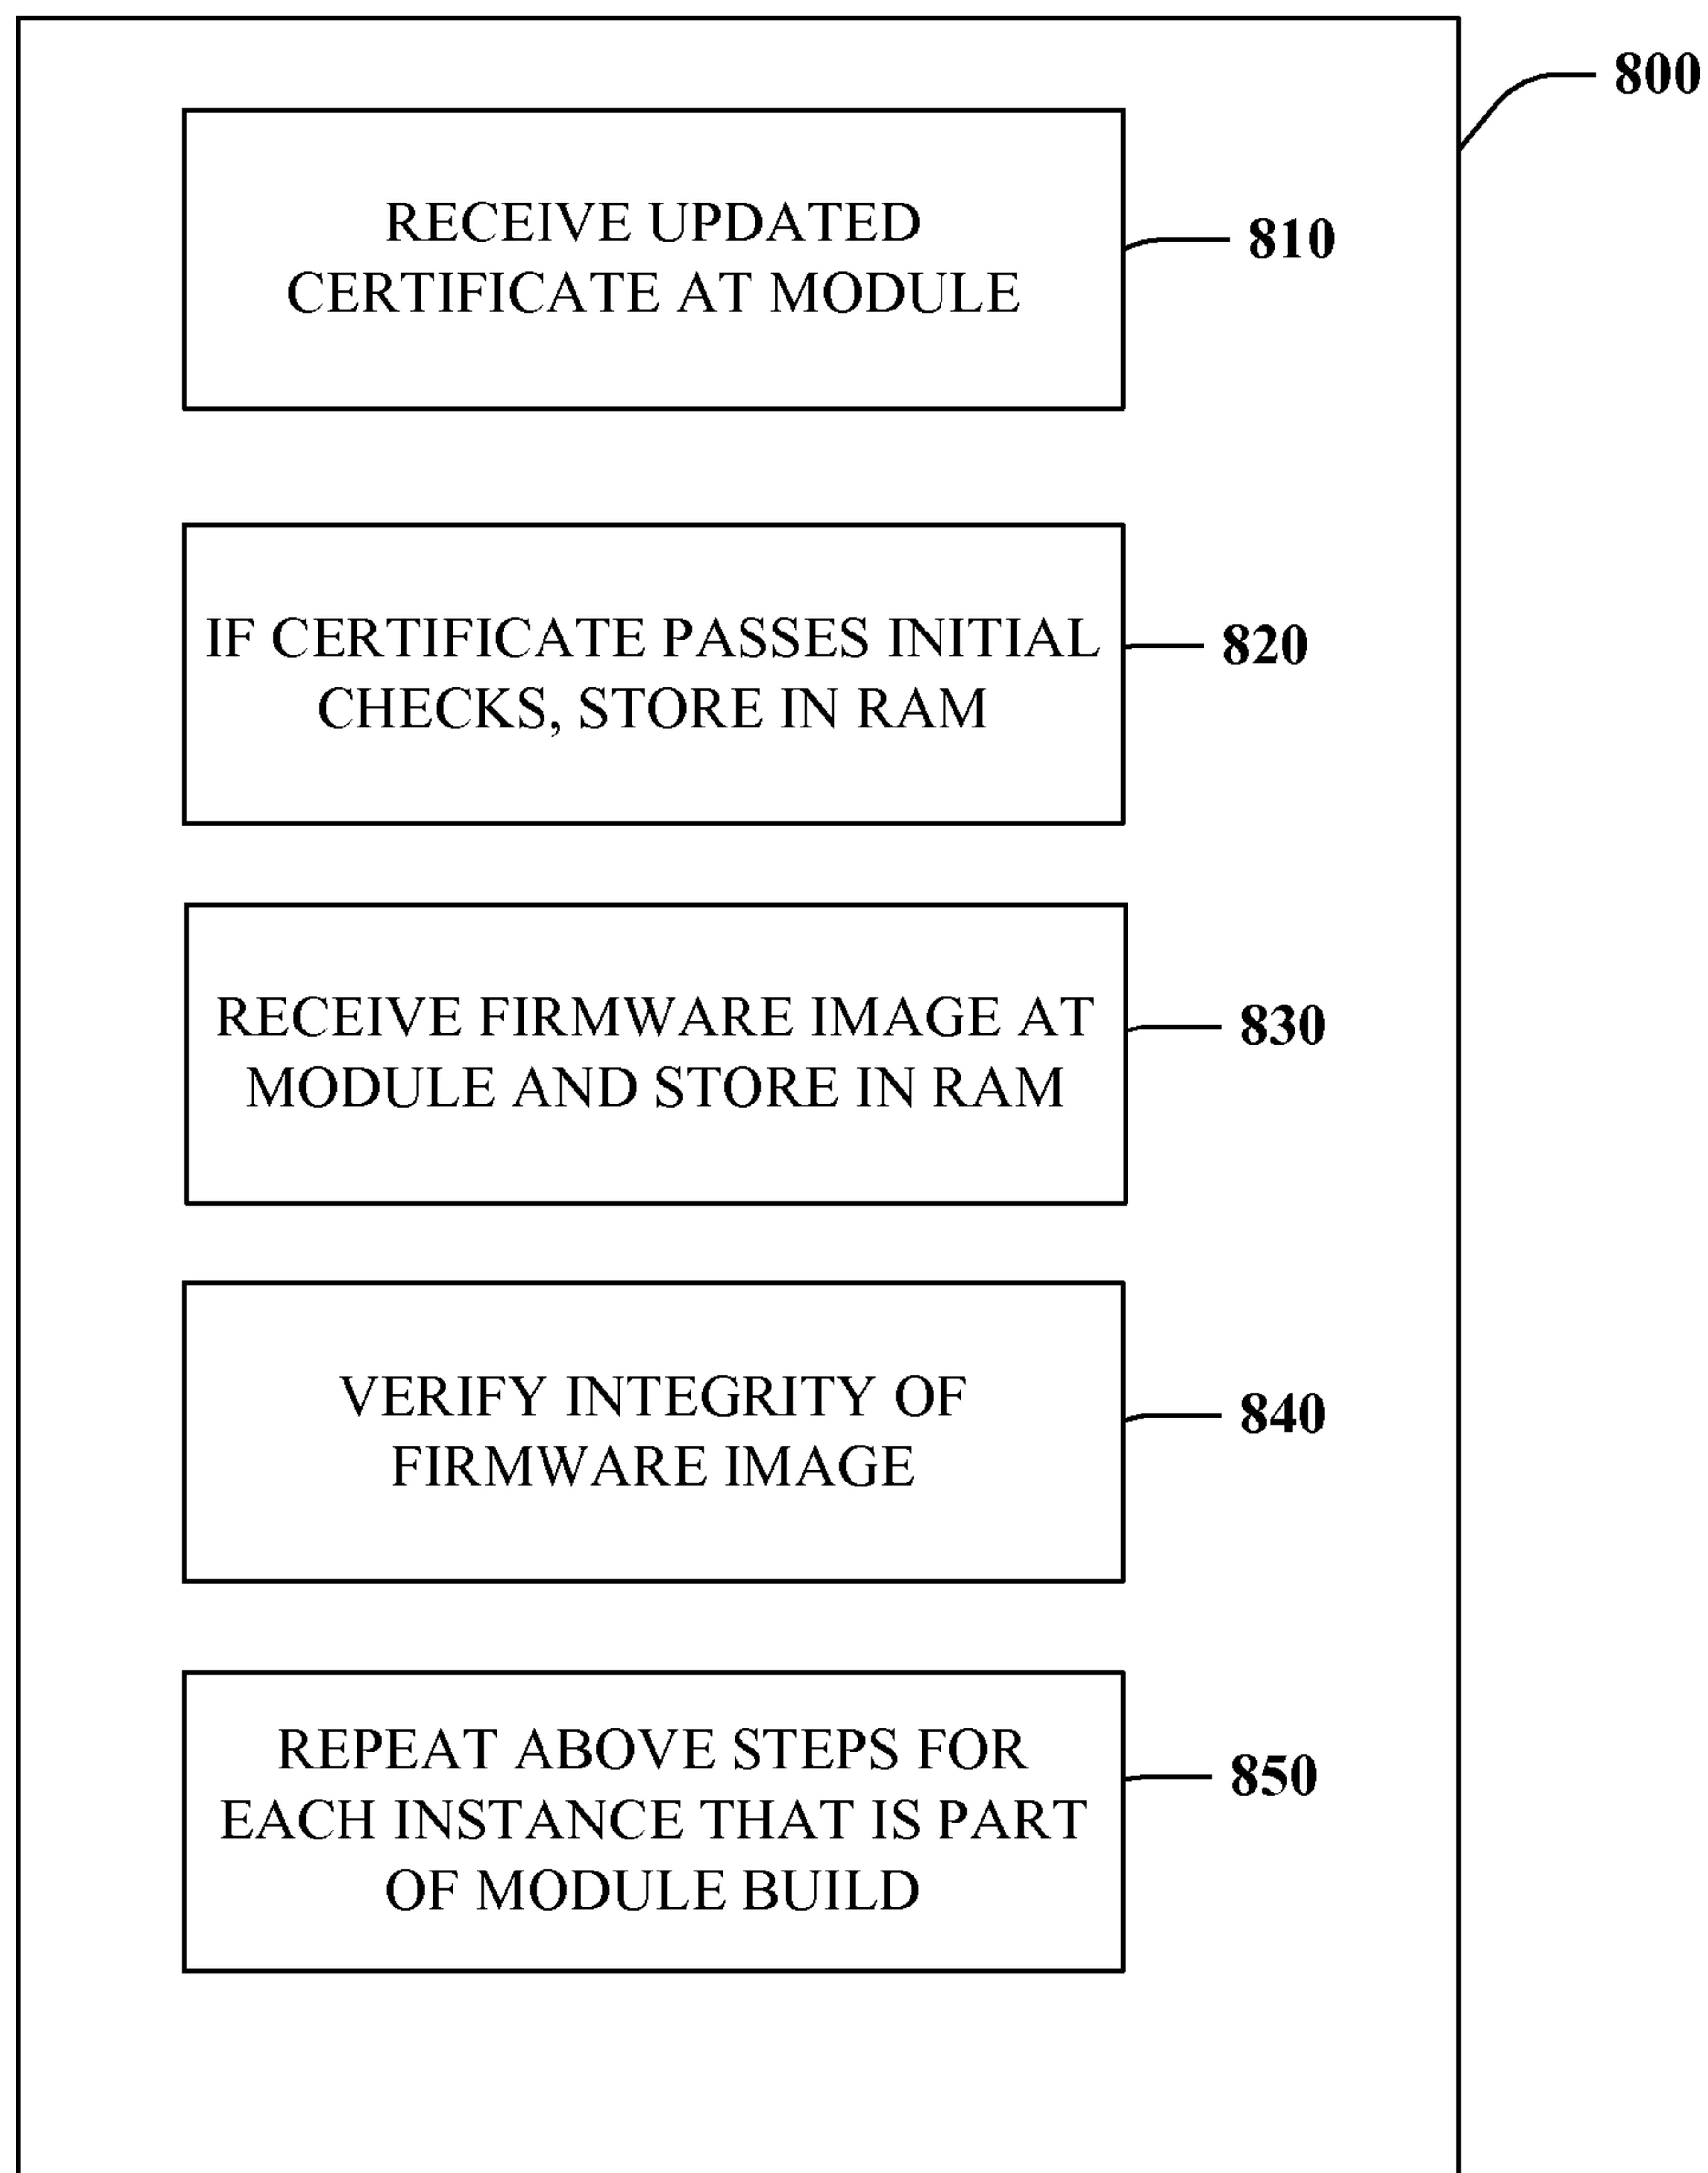 800
RECEIVE UPDATED
CERTIFICATE AT MODULE
810
IF CERTIFICATE PASSES INITIAL
CHECKS, STORE IN RAM
820
RECEIVE FIRMWARE IMAGE AT
MODULE AND STORE IN RAM
830
VERIFY INTEGRITY OF
FIRMWARE IMAGE
840
REPEAT ABOVE STEPS FOR
EACH INSTANCE THAT IS PART
OF MODULE BUILD
850